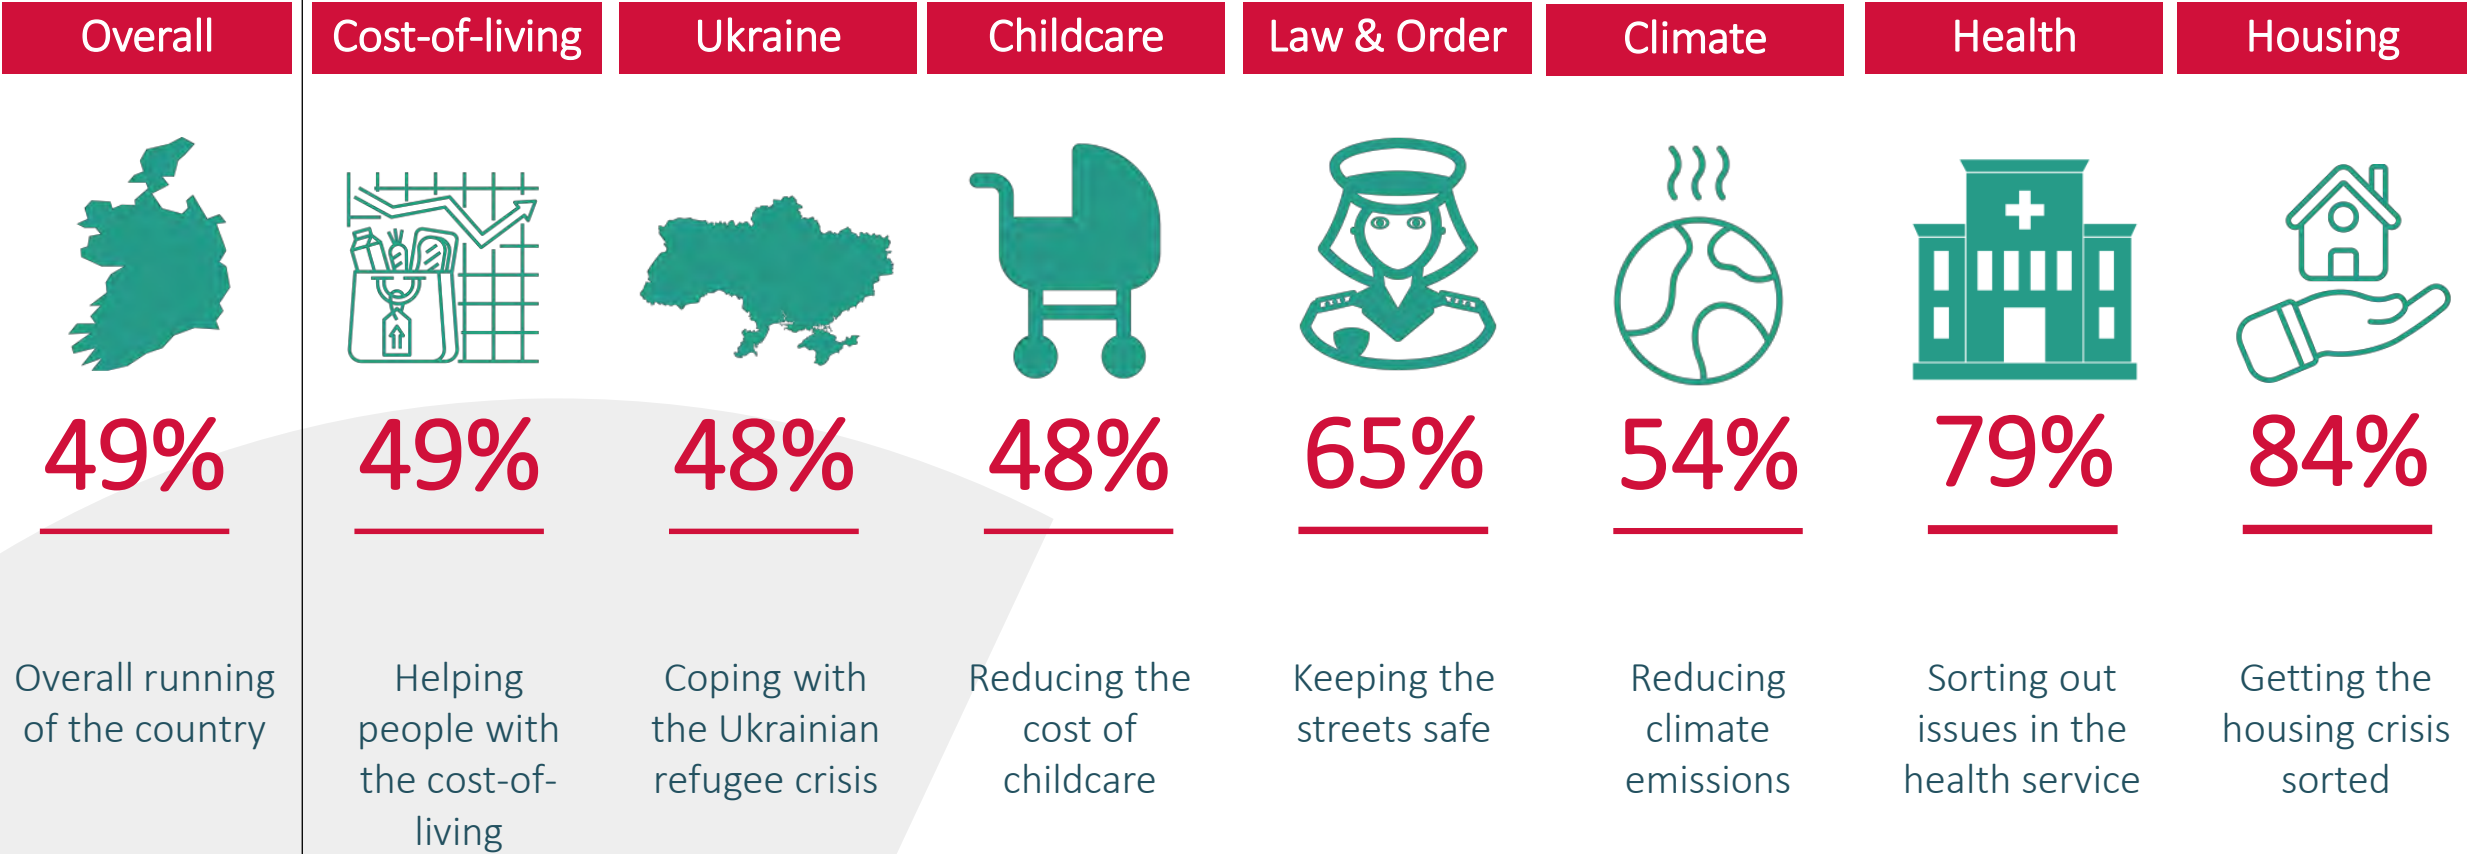 Overall
Cost-of-living
Ukraine
Childcare
Law & Order
Climate
Health
Housing
49%
49%
48%
48%
65%
54%
79%
84%
Overall running
of the country
Helping
people with
the cost-of-
living
Coping with
the Ukrainian
refugee crisis
Reducing the
cost of
childcare
Keeping the
streets safe
Reducing
climate
emissions
Sorting out
issues in the
health service
Getting the
housing crisis
sorted